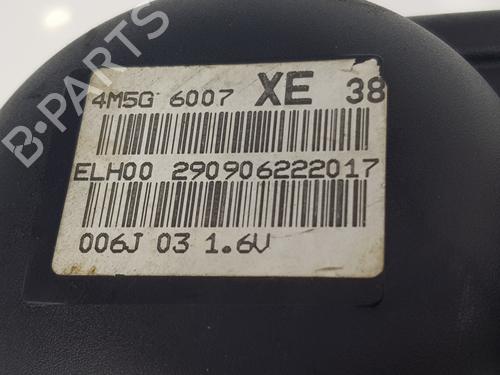 4M5G 6007 XE 38
ELH00 290906222017
006J 03 1.6V
B-PARTS